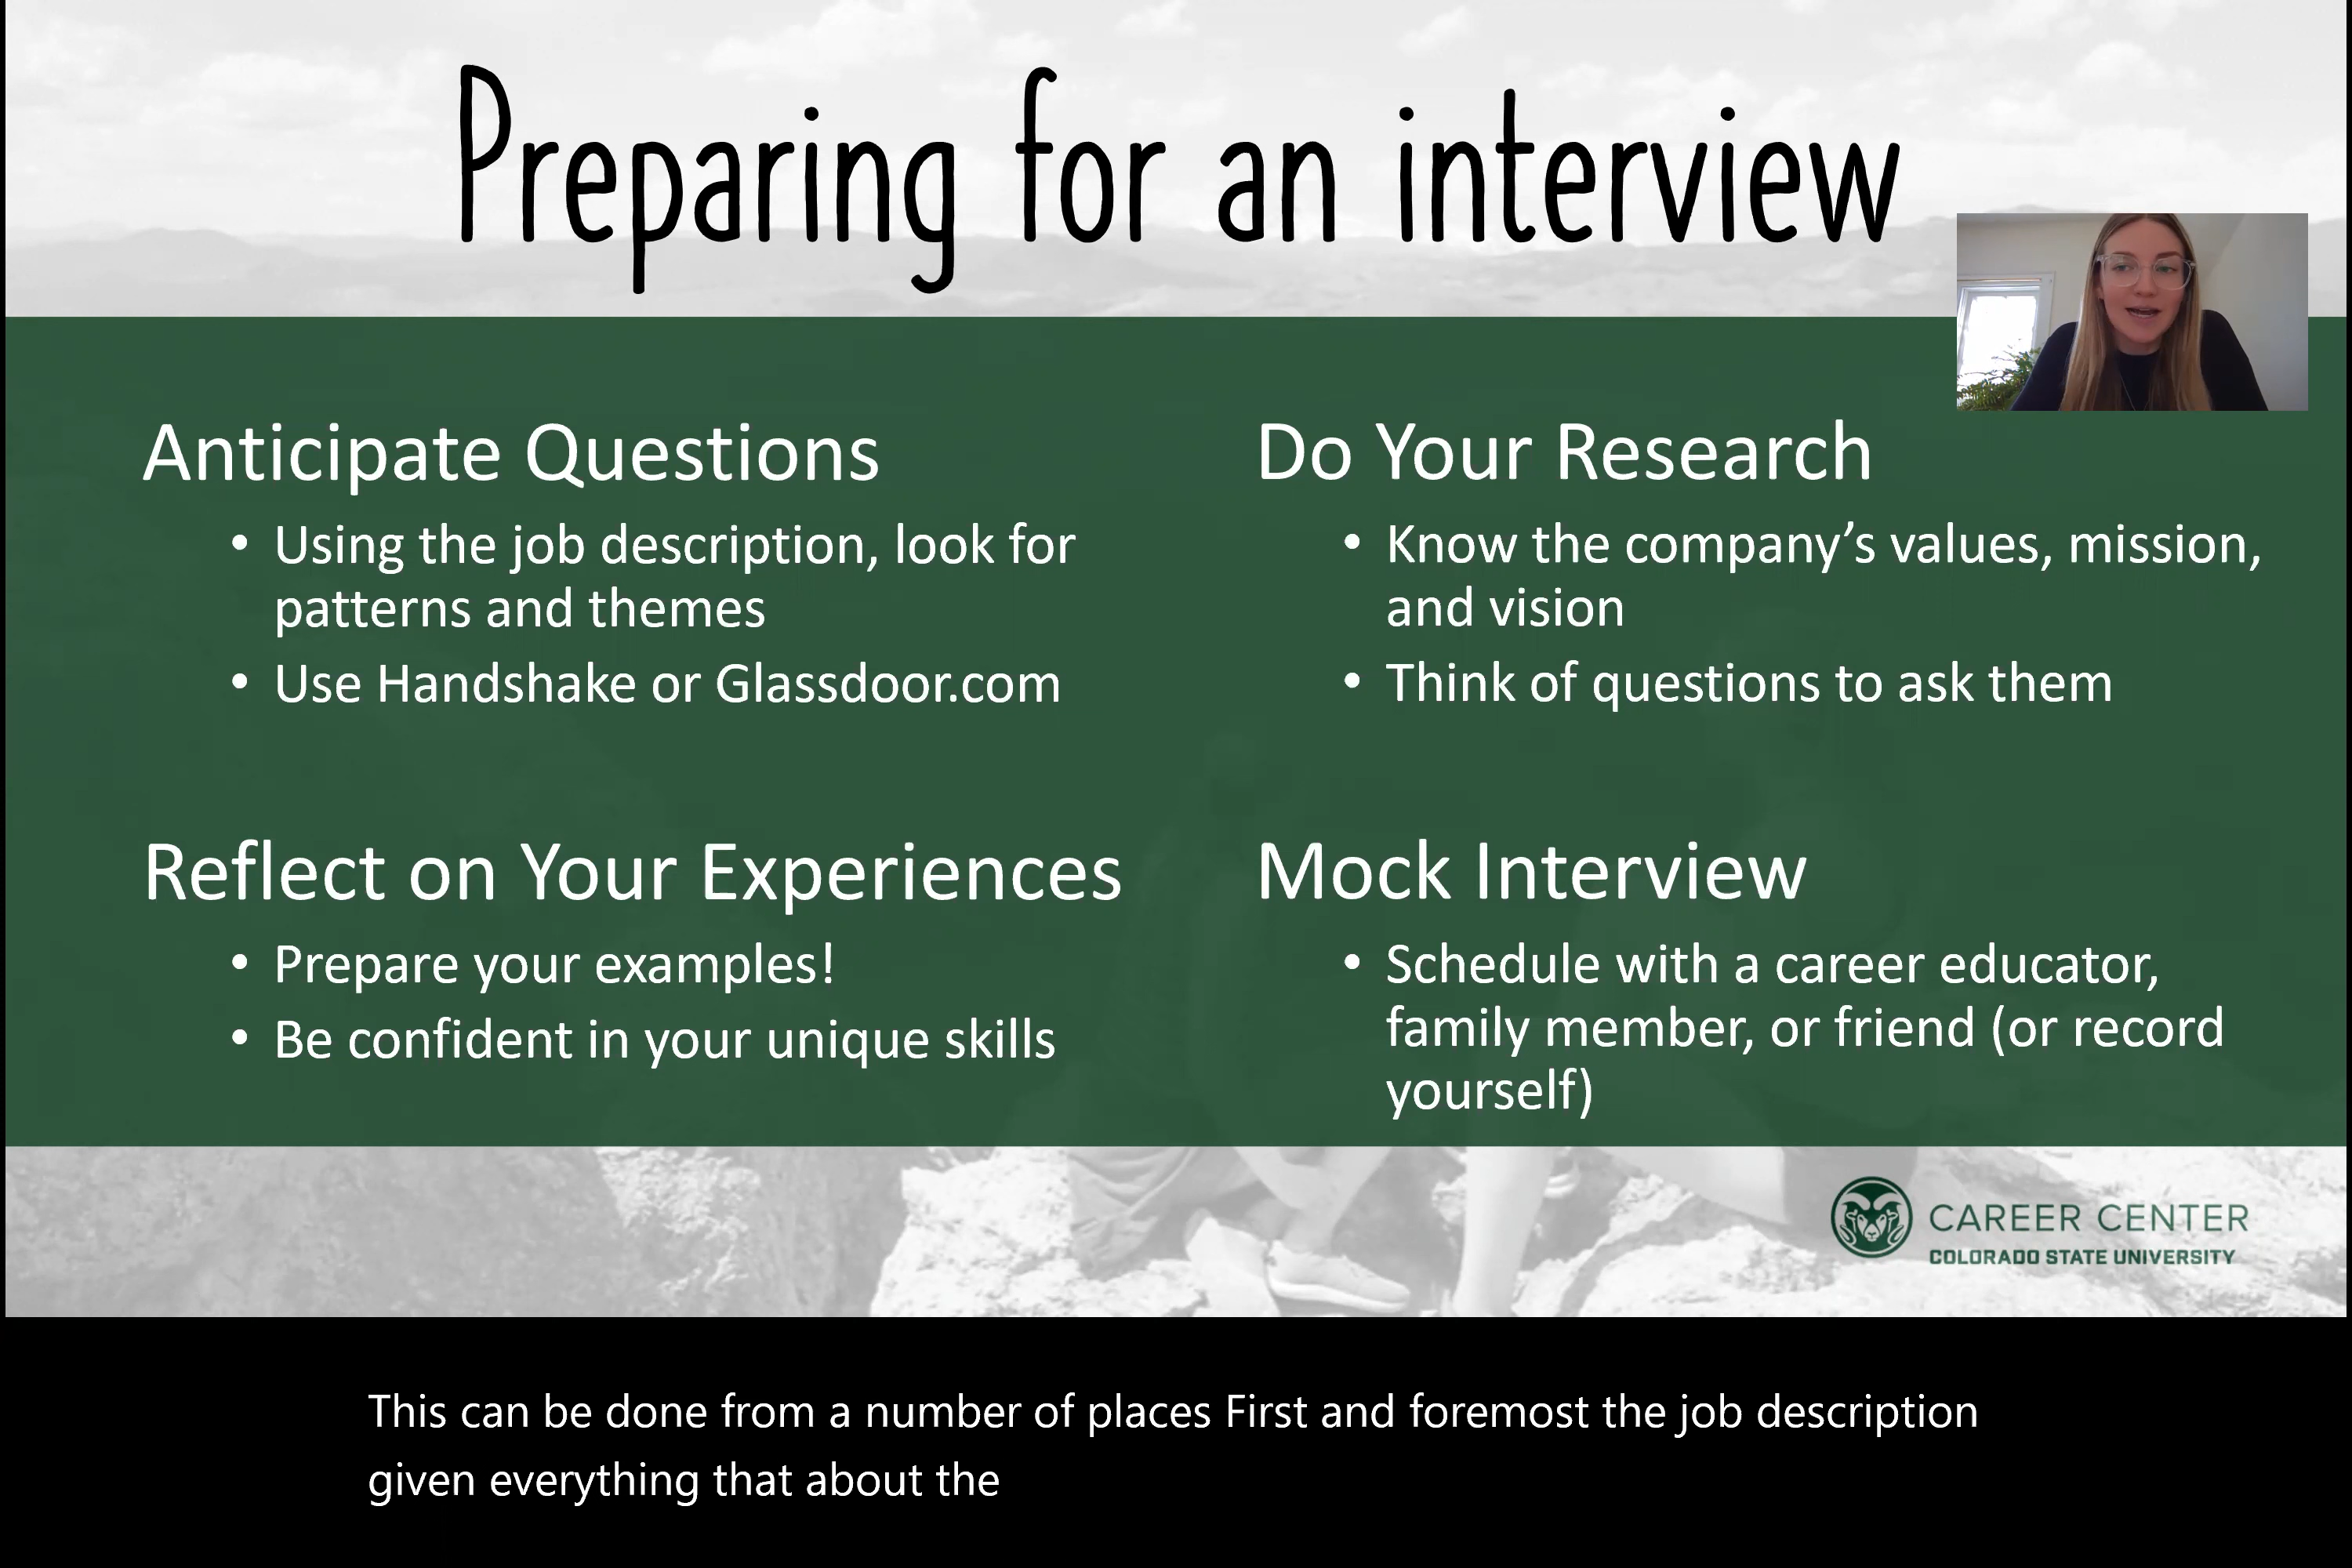 Preparing for an interview
Anticipate Questions
• Using the job description, look for
patterns and themes
• Use Handshake or Glassdoor.com
Do Your Research
• Know the company’s values, mission,
and vision
• Think of questions to ask them
Reflect on Your Experiences
• Prepare your examples!
• Be confident in your unique skills
Mock Interview
• Schedule with a career educator,
family member, or friend (or record
yourself)
CAREER CENTER
COLORADO STATE UNIVERSITY
This can be done from a number of places First and foremost the job description
given everything that about the